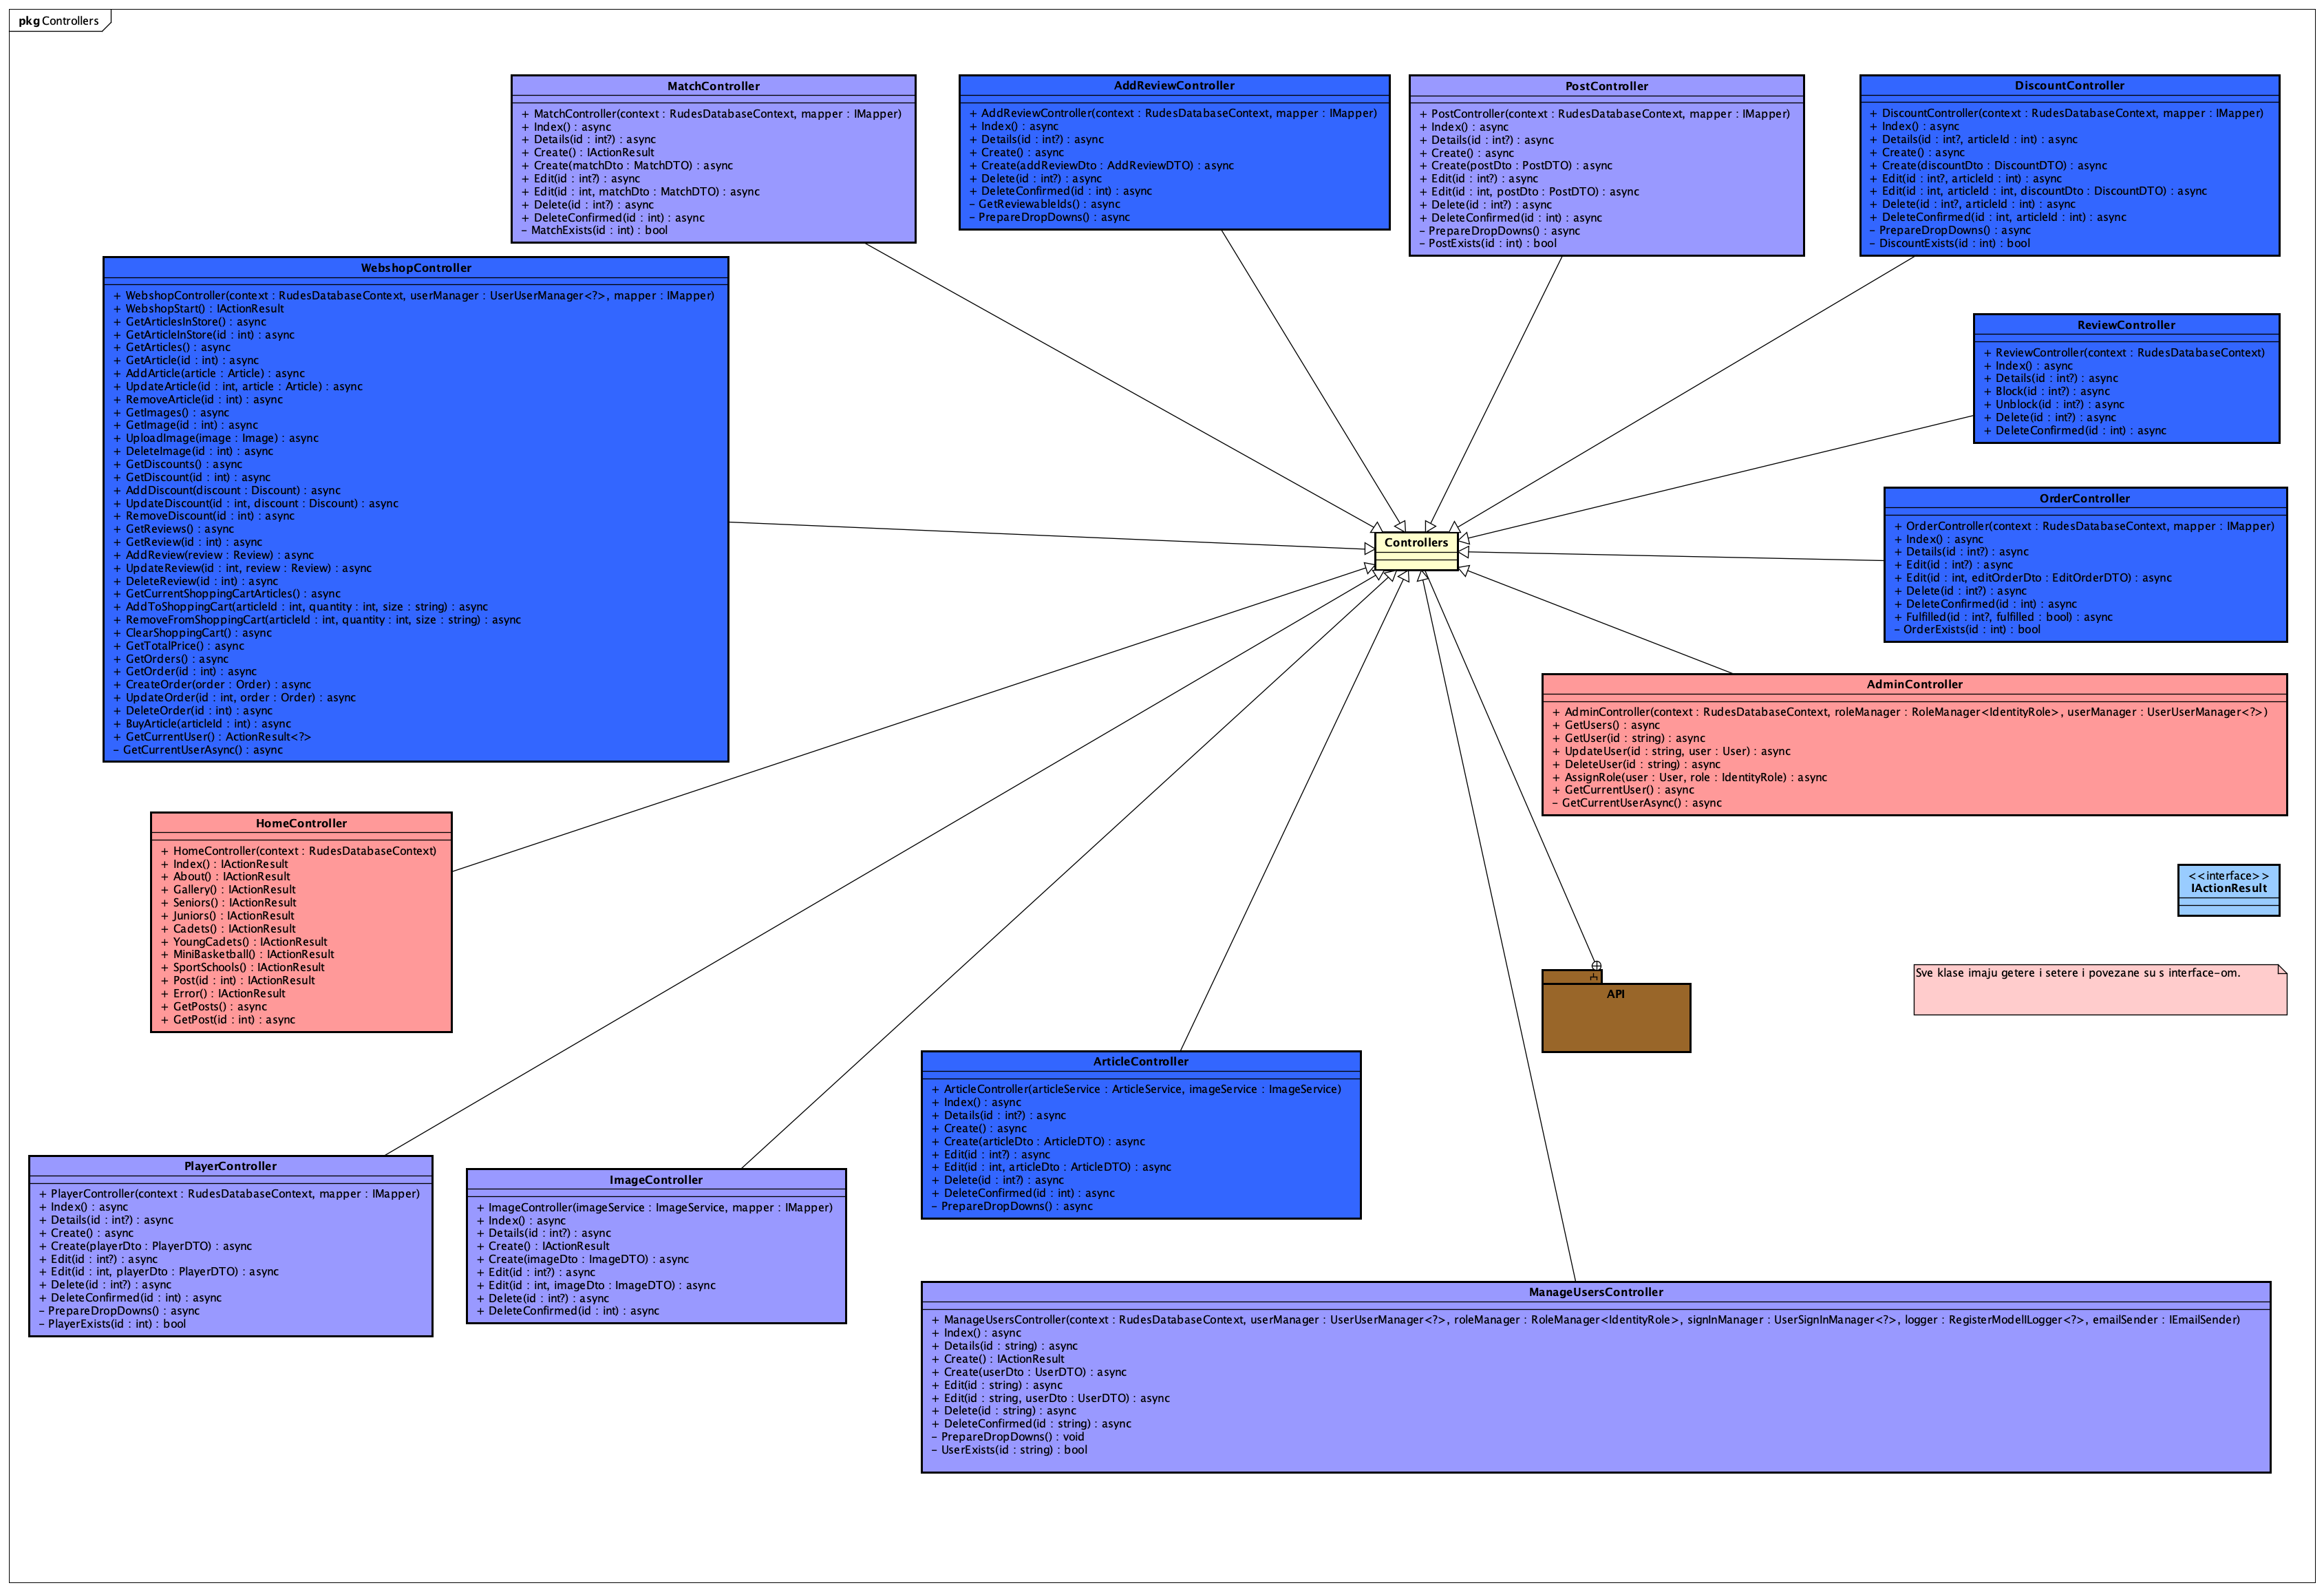 pkg Controllers
MatchController
+ MatchController(context : RudesDatabaseContext, mapper : IMapper)
+ Index() : async
+ Details(id : int?) : async
+ Create() : IActionResult
+ Create(matchDto : MatchDTO) : async
+ Edit(id : int?) : async
+ Edit(id : int, matchDto : MatchDTO) : async
+ Delete(id : int?) : async
+ DeleteConfirmed(id : int) : async
– MatchExists(id : int) : bool
AddReviewController
+ AddReviewController(context : RudesDatabaseContext, mapper : IMapper)
+ Index() : async
+ Details(id : int?) : async
+ Create() : async
+ Create(addReviewDto : AddReviewDTO) : async
+ Delete(id : int?) : async
+ DeleteConfirmed(id : int) : async
– GetReviewableIds() : async
– PrepareDropDowns() : async
PostController
+ PostController(context : RudesDatabaseContext, mapper : IMapper)
+ Index() : async
+ Details(id : int?) : async
+ Create() : async
+ Create(postDto : PostDTO) : async
+ Edit(id : int?) : async
+ Edit(id : int, postDto : PostDTO) : async
+ Delete(id : int?) : async
+ DeleteConfirmed(id : int) : async
– PrepareDropDowns() : async
– PostExists(id : int) : bool
DiscountController
+ DiscountController(context : RudesDatabaseContext, mapper : IMapper)
+ Index() : async
+ Details(id : int?, articleId : int) : async
+ Create() : async
+ Create(discountDto : DiscountDTO) : async
+ Edit(id : int?, articleId : int) : async
+ Edit(id : int, articleId : int, discountDto : DiscountDTO) : async
+ Delete(id : int?, articleId : int) : async
+ DeleteConfirmed(id : int, articleId : int) : async
– PrepareDropDowns() : async
– DiscountExists(id : int) : bool
WebshopController
+ WebshopController(context : RudesDatabaseContext, userManager : UserUserManager<?>, mapper : IMapper)
+ WebshopStart() : IActionResult
+ GetArticlesInStore() : async
+ GetArticleInStore(id : int) : async
+ GetArticles() : async
+ GetArticle(id : int) : async
+ AddArticle(article : Article) : async
+ UpdateArticle(id : int, article : Article) : async
+ RemoveArticle(id : int) : async
+ GetImages() : async
+ GetImage(id : int) : async
+ UploadImage(image : Image) : async
+ DeleteImage(id : int) : async
+ GetDiscounts() : async
+ GetDiscount(id : int) : async
+ AddDiscount(discount : Discount) : async
+ UpdateDiscount(id : int, discount : Discount) : async
+ RemoveDiscount(id : int) : async
+ GetReviews() : async
+ GetReview(id : int) : async
+ AddReview(review : Review) : async
+ UpdateReview(id : int, review : Review) : async
+ DeleteReview(id : int) : async
+ GetCurrentShoppingCartArticles() : async
+ AddToShoppingCart(articleId : int, quantity : int, size : string) : async
+ RemoveFromShoppingCart(articleId : int, quantity : int, size : string) : async
+ ClearShoppingCart() : async
+ GetTotalPrice() : async
+ GetOrders() : async
+ GetOrder(id : int) : async
+ CreateOrder(order : Order) : async
+ UpdateOrder(id : int, order : Order) : async
+ DeleteOrder(id : int) : async
+ BuyArticle(articleId : int) : async
+ GetCurrentUser() : ActionResult<?>
– GetCurrentUserAsync() : async
ReviewController
+ ReviewController(context : RudesDatabaseContext)
+ Index() : async
+ Details(id : int?) : async
+ Block(id : int?) : async
+ Unblock(id : int?) : async
+ Delete(id : int?) : async
+ DeleteConfirmed(id : int) : async
Controllers
OrderController
+ OrderController(context : RudesDatabaseContext, mapper : IMapper)
+ Index() : async
+ Details(id : int?) : async
+ Edit(id : int?) : async
+ Edit(id : int, editOrderDto : EditOrderDTO) : async
+ Delete(id : int?) : async
+ DeleteConfirmed(id : int) : async
+ Fulfilled(id : int?, fulfilled : bool) : async
– OrderExists(id : int) : bool
AdminController
+ AdminController(context : RudesDatabaseContext, roleManager : RoleManager<IdentityRole>, userManager : UserUserManager<?>)
+ GetUsers() : async
+ GetUser(id : string) : async
+ UpdateUser(id : string, user : User) : async
+ DeleteUser(id : string) : async
+ AssignRole(user : User, role : IdentityRole) : async
+ GetCurrentUser() : async
– GetCurrentUserAsync() : async
HomeController
+ HomeController(context : RudesDatabaseContext)
+ Index() : IActionResult
+ About() : IActionResult
+ Gallery() : IActionResult
+ Seniors() : IActionResult
+ Juniors() : IActionResult
+ Cadets() : IActionResult
+ YoungCadets() : IActionResult
+ MiniBasketball() : IActionResult
+ SportSchools() : IActionResult
+ Post(id : int) : IActionResult
+ Error() : IActionResult
+ GetPosts() : async
+ GetPost(id : int) : async
<<interface>>
IActionResult
Sve klase imaju getere i setere i povezane su s interface-om.
API
ArticleController
+ ArticleController(articleService : ArticleService, imageService : ImageService)
+ Index() : async
+ Details(id : int?) : async
+ Create() : async
+ Create(articleDto : ArticleDTO) : async
+ Edit(id : int?) : async
+ Edit(id : int, articleDto : ArticleDTO) : async
+ Delete(id : int?) : async
+ DeleteConfirmed(id : int) : async
– PrepareDropDowns() : async
PlayerController
+ PlayerController(context : RudesDatabaseContext, mapper : IMapper)
+ Index() : async
+ Details(id : int?) : async
+ Create() : async
+ Create(playerDto : PlayerDTO) : async
+ Edit(id : int?) : async
+ Edit(id : int, playerDto : PlayerDTO) : async
+ Delete(id : int?) : async
+ DeleteConfirmed(id : int) : async
– PrepareDropDowns() : async
– PlayerExists(id : int) : bool
ImageController
+ ImageController(imageService : ImageService, mapper : IMapper)
+ Index() : async
+ Details(id : int?) : async
+ Create() : IActionResult
+ Create(imageDto : ImageDTO) : async
+ Edit(id : int?) : async
+ Edit(id : int, imageDto : ImageDTO) : async
+ Delete(id : int?) : async
+ DeleteConfirmed(id : int) : async
ManageUsersController
+ ManageUsersController(context : RudesDatabaseContext, userManager : UserUserManager<?>, roleManager : RoleManager<IdentityRole>, signInManager : UserSignInManager<?>, logger : RegisterModelILogger<?>, emailSender : IEmailSender)
+ Index() : async
+ Details(id : string) : async
+ Create() : IActionResult
+ Create(userDto : UserDTO) : async
+ Edit(id : string) : async
+ Edit(id : string, userDto : UserDTO) : async
+ Delete(id : string) : async
+ DeleteConfirmed(id : string) : async
– PrepareDropDowns() : void
– UserExists(id : string) : bool